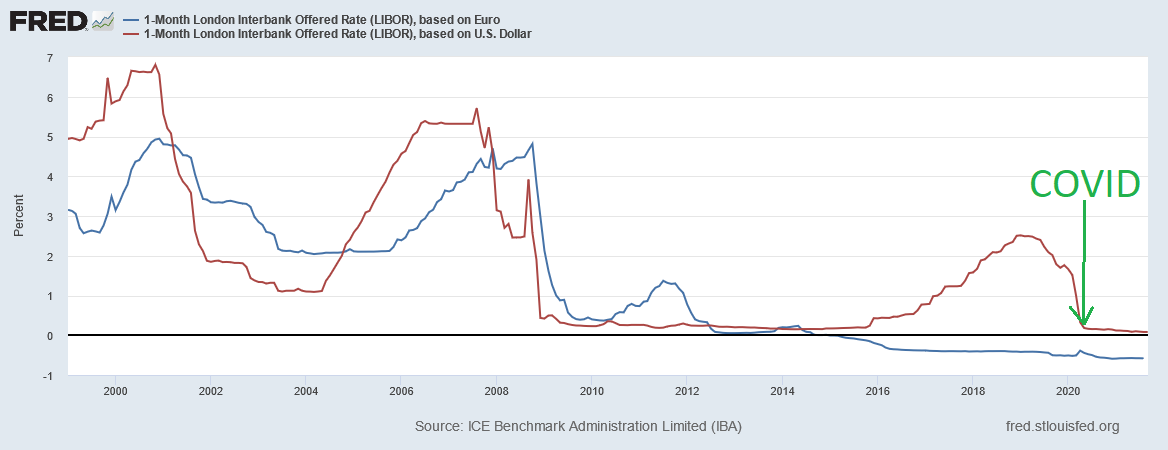 FRED
1-Month London Interbank Offered Rate (LIBOR), based on Euro
1-Month London Interbank Offered Rate (LIBOR), based on U.S. Dollar
7
6
5
4
3
2
1
0
-1
Percent
COVID
2000 2002 2004 2006 2008 2010 2012 2014 2016 2018 2020
Source: ICE Benchmark Administration Limited (IBA)
fred.stlouisfed.org